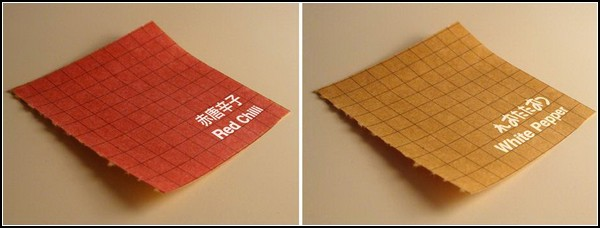 赤唐辛子
Red Chilli
White Pepper